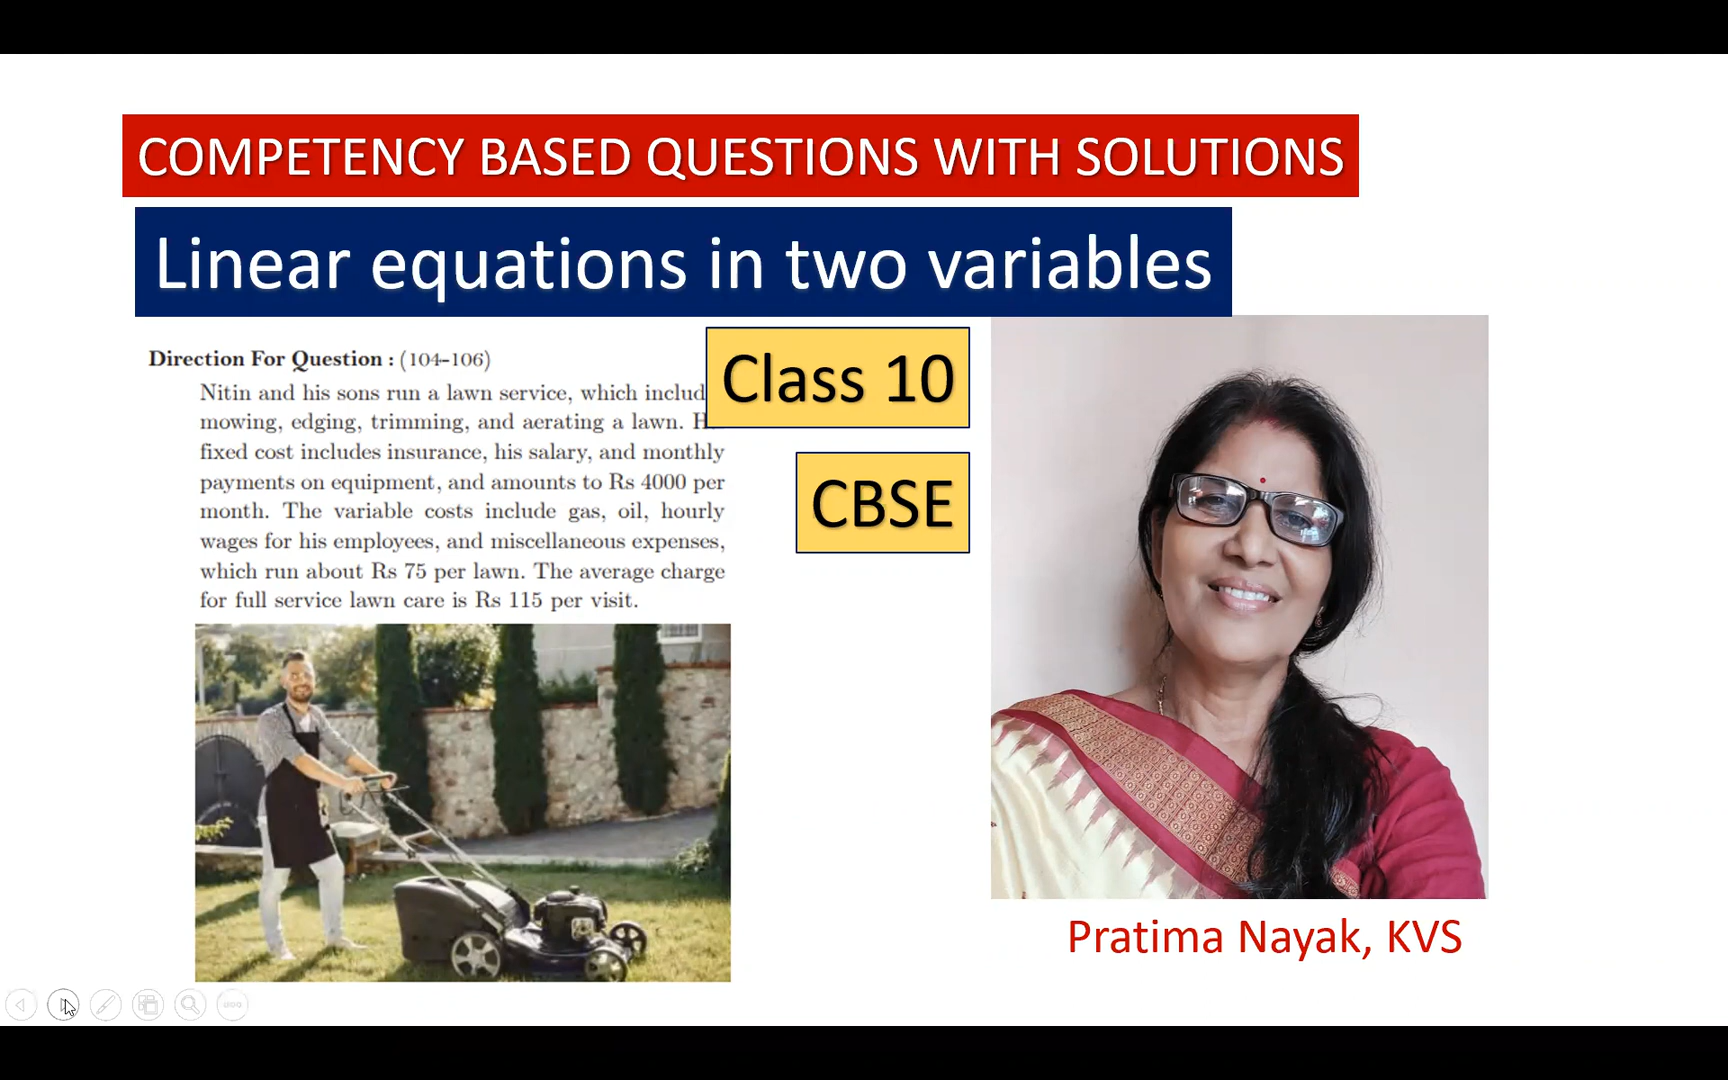 COMPETENCY BASED QUESTIONS WITH SOLUTIONS
Linear equations in two variables
Direction For Question : (104–106)
Nitin and his sons run a lawn service, which includ
mowing, edging, trimming, and aerating a lawn. H
fixed cost includes insurance, his salary, and monthly
payments on equipment, and amounts to Rs 4000 per
month. The variable costs include gas, oil, hourly
wages for his employees, and miscellaneous expenses,
which run about Rs 75 per lawn. The average charge
for full service lawn care is Rs 115 per visit.
Class 10
CBSE
Pratima Nayak, KVS